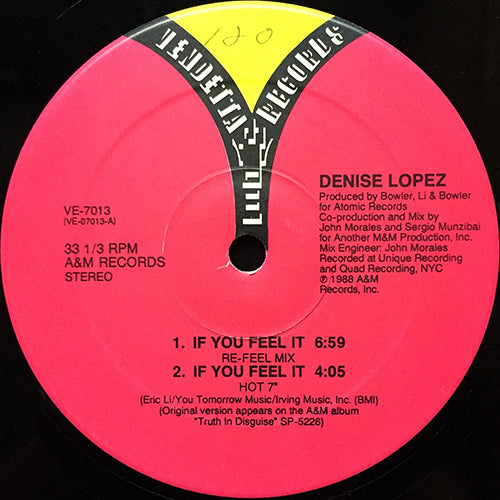 120
VENDETTA RECORDS
DENISE LOPEZ
Produced by Bowler, Li & Bowler
for Atomic Records
Co-production and Mix by
John Morales and Sergio Munzibai
for Another M&M Production, Inc.
Mix Engineer: John Morales
Recorded at Unique Recording
and Quad Recording, NYC
℗ 1988 A&M
Records, Inc.
VE-7013
(VE-07013-A)
33 1/3 RPM
A&M RECORDS
STEREO
1. IF YOU FEEL IT 6:59
RE-FEEL MIX
2. IF YOU FEEL IT 4:05
HOT 7"
(Eric Li/You Tomorrow Music/Irving Music, Inc. (BMI)
(Original version appears on the A&M album
"Truth In Disguise" SP-5226)